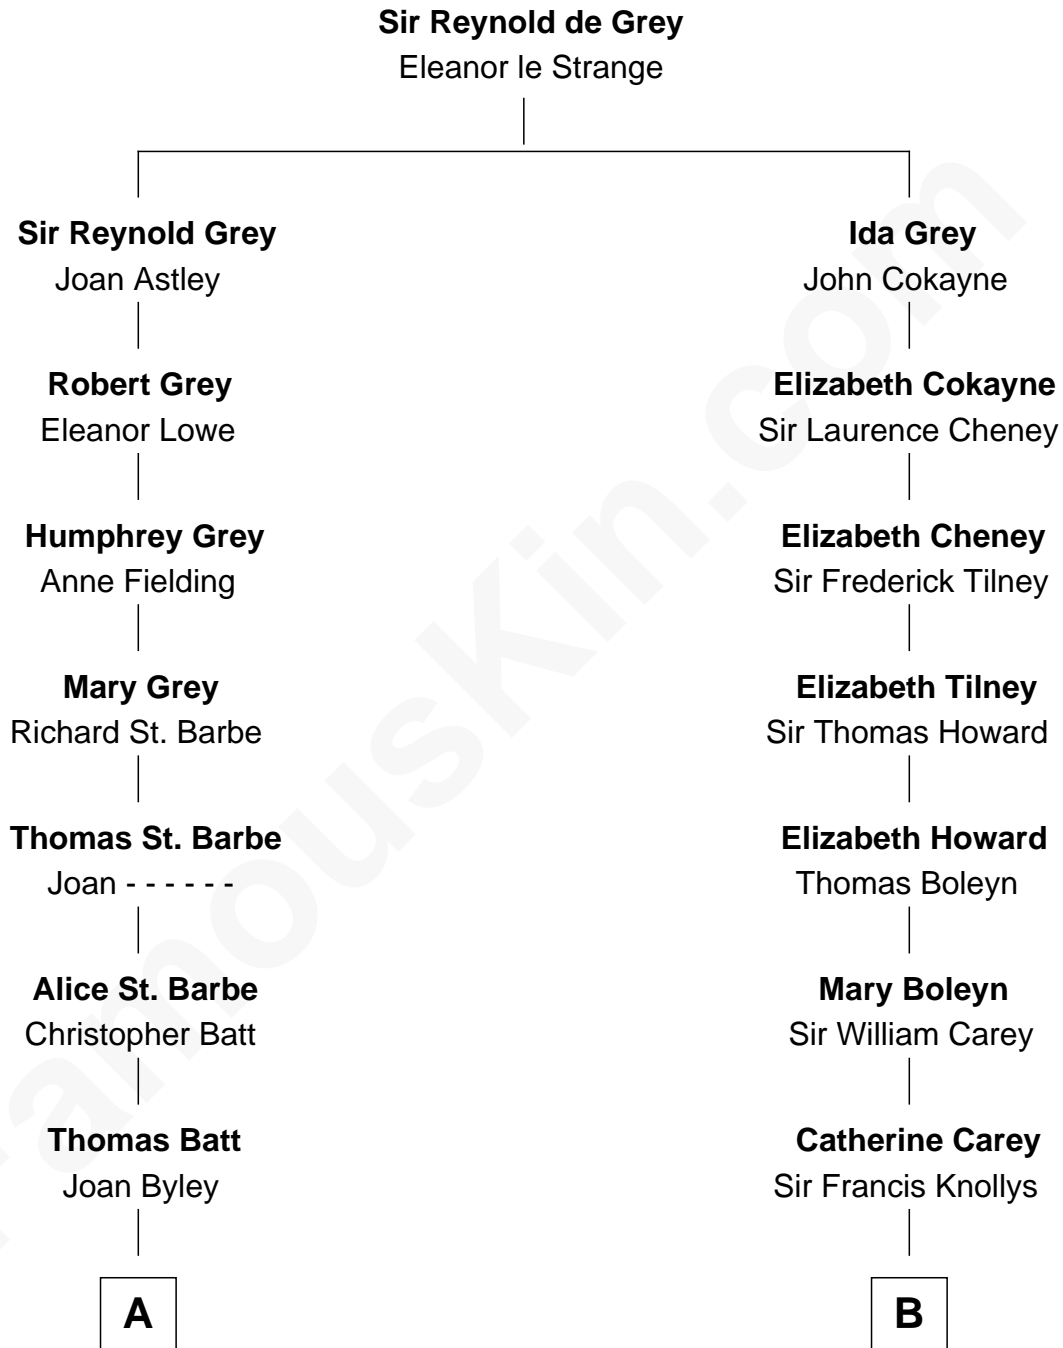 Sir Reynold de Grey
Eleanor le Strange
Sir Reynold Grey
Joan Astley
Robert Grey
Eleanor Lowe
Humphrey Grey
Anne Fielding
Mary Grey
Richard St. Barbe
Thomas St. Barbe
Joan - - - - - -
Alice St. Barbe
Christopher Batt
Thomas Batt
Joan Byley
A
Ida Grey
John Cokayne
Elizabeth Cokayne
Sir Laurence Cheney
Elizabeth Cheney
Sir Frederick Tilney
Elizabeth Tilney
Sir Thomas Howard
Elizabeth Howard
Thomas Boleyn
Mary Boleyn
Sir William Carey
Catherine Carey
Sir Francis Knollys
B
FamousKin.com